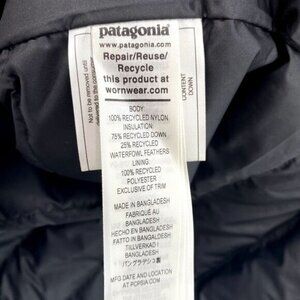 patagonia®
www.patagonia.com
Repair/Reuse/
Recycle
this product at
wornwear.com
Not to be removed until
delivered to the consumer
CONTENT
DOWN
BODY:
100% RECYCLED NYLON
INSULATION:
75% RECYCLED DOWN
25% RECYCLED
WATERFOWL FEATHERS
LINING:
100% RECYCLED
POLYESTER
EXCLUSIVE OF TRIM
MADE IN BANGLADESH
FABRIQUÉ AU
BANGLADESH
HECHO EN BANGLADESH
FATTO IN BANGLADESH
TILLVERKAD I
BANGLADESH
バングラデシュ製
MFG DATE AND LOCATION
AT PCPSIA.COM